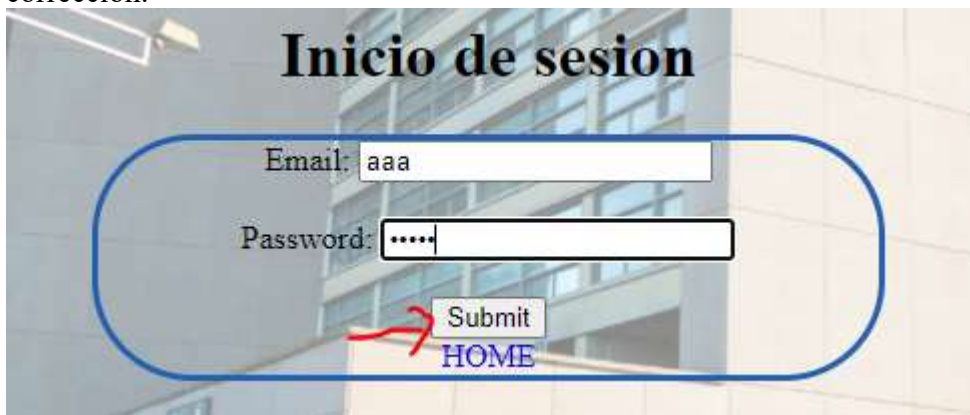 Inicio de sesion
Email: aaa
Password: •••••
Submit
HOME